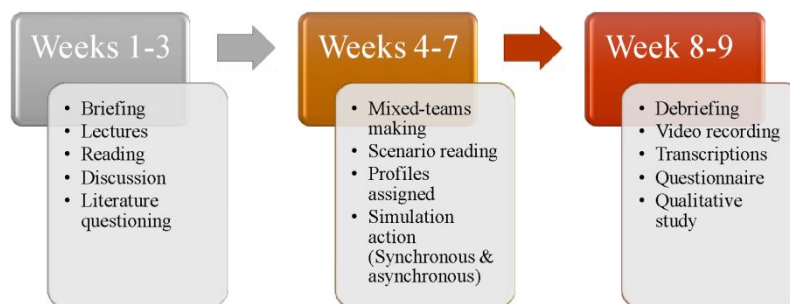 Weeks 1-3
• Briefing
• Lectures
• Reading
• Discussion
• Literature
questioning
Weeks 4-7
• Mixed-teams
making
• Scenario reading
• Profiles
assigned
• Simulation
action
(Synchronous &
asynchronous)
Week 8-9
• Debriefing
• Video recording
• Transcriptions
• Questionnaire
• Qualitative
study